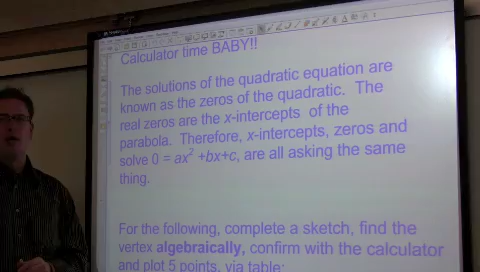 Calculator time BABY!!
The solutions of the quadratic equation are
known as the zeros of the quadratic. The
real zeros are the x-intercepts of the
parabola. Therefore, x-intercepts, zeros and
solve 0 = ax² +bx+c, are all asking the same
thing.
For the following, complete a sketch, find the
vertex algebraically, confirm with the calculator
and plot 5 points, via table: